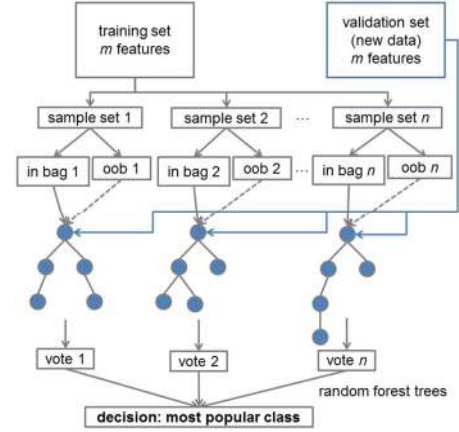 training set
m features
validation set
(new data)
m features
sample set 1
sample set 2
...
sample set n
in bag 1
oob 1
in bag 2
oob 2
...
in bag n
oob n
vote 1
vote 2
vote n
random forest trees
decision: most popular class